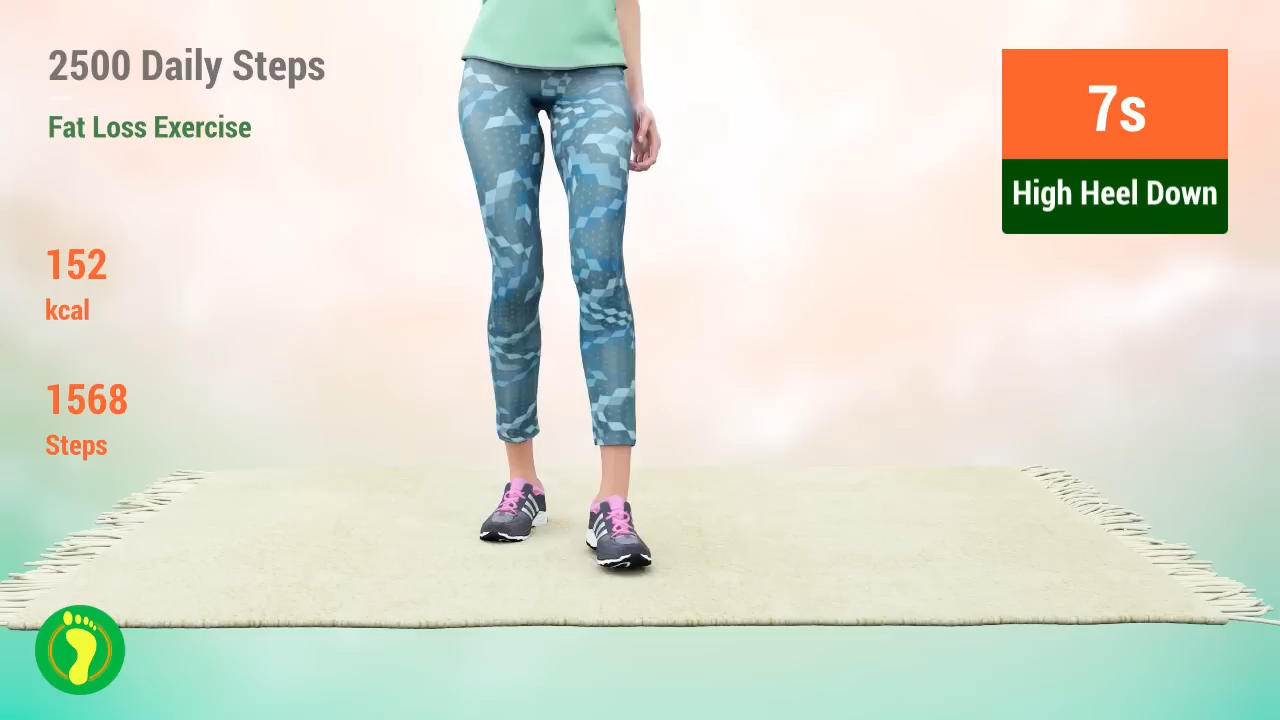 2500 Daily Steps
Fat Loss Exercise
7s
High Heel Down
152
kcal
1568
Steps